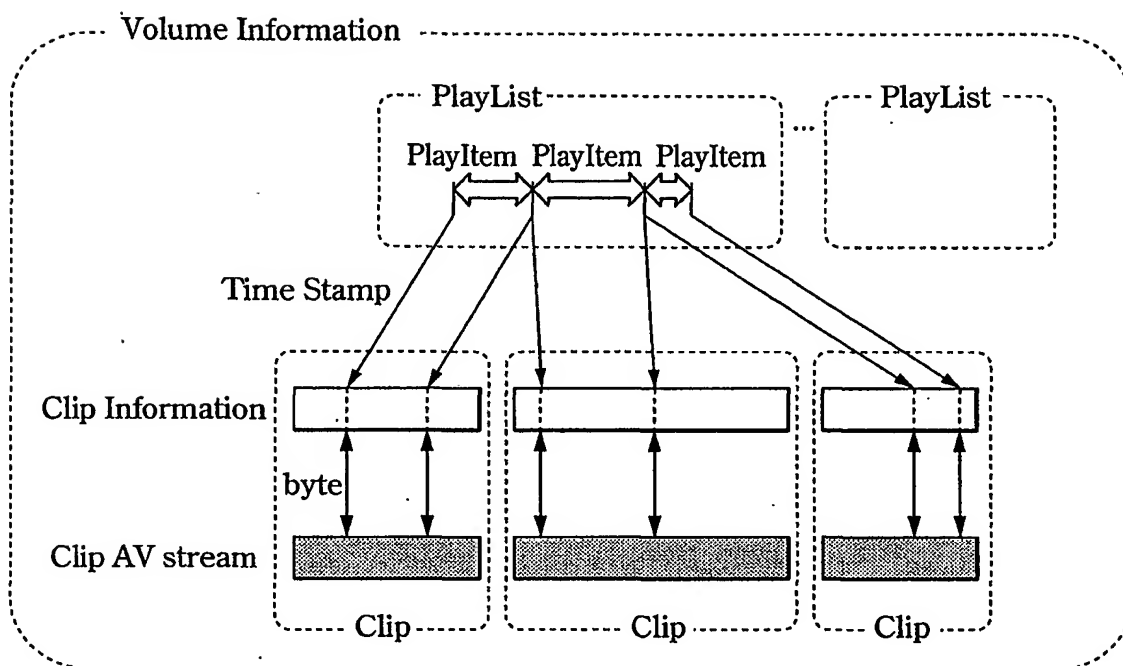 Volume Information
PlayList PlayList
...
PlayItem PlayItem PlayItem
Time Stamp
Clip Information
byte
Clip AV stream
Clip Clip Clip